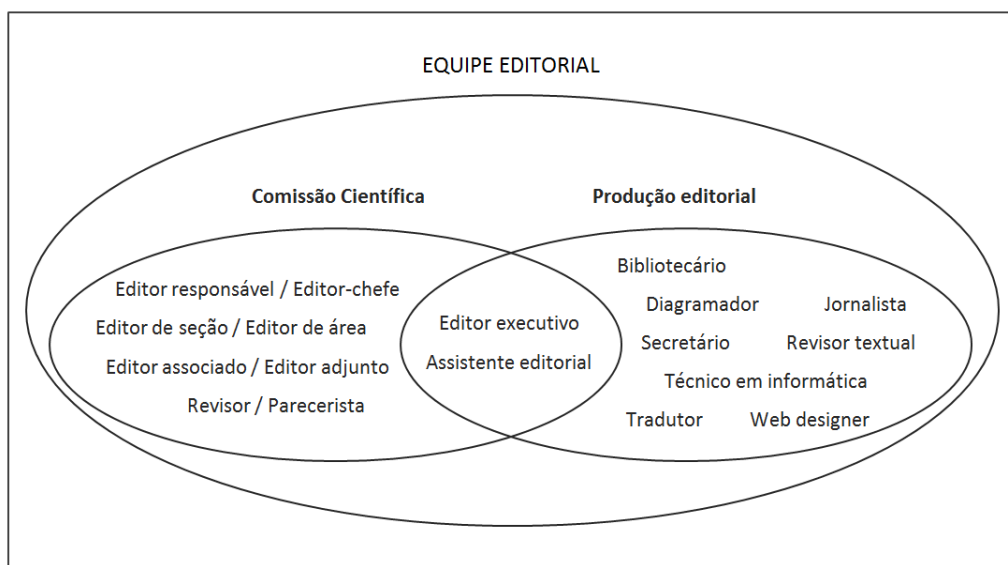 EQUIPE EDITORIAL
Comissão Científica
Produção editorial
Editor responsável / Editor-chefe
Editor de seção / Editor de área
Editor associado / Editor adjunto
Revisor / Parecerista
Editor executivo
Assistente editorial
Bibliotecário
Diagramador Jornalista
Secretário Revisor textual
Técnico em informática
Tradutor Web designer